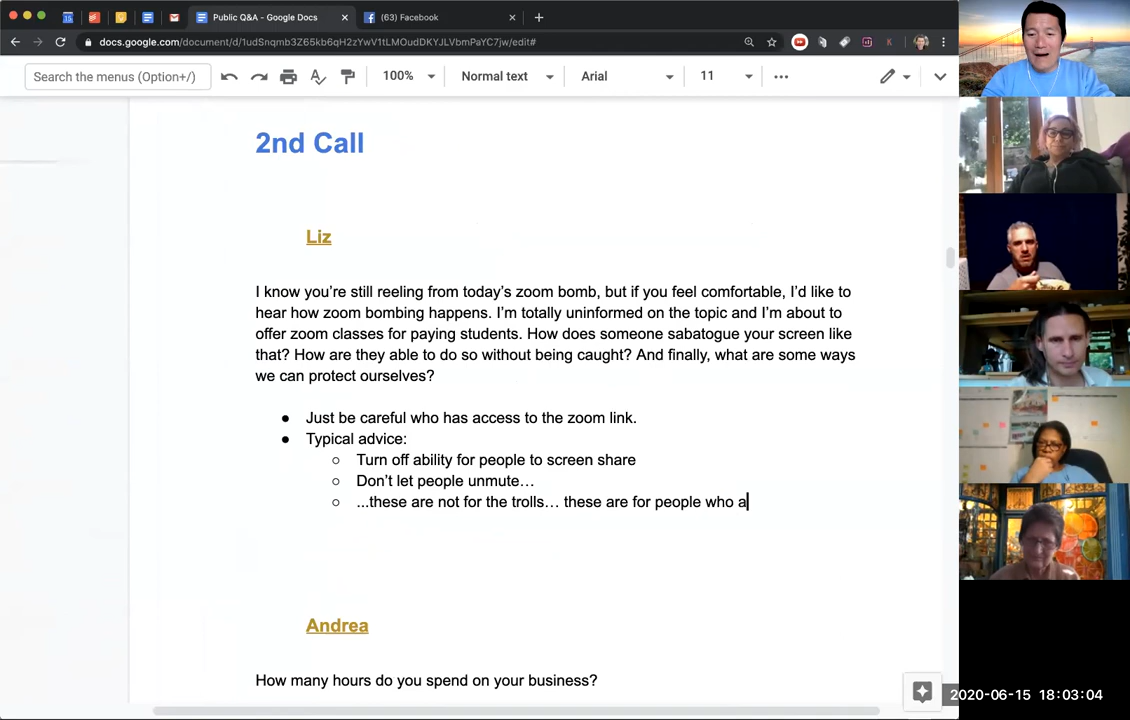 Public Q&A - Google Docs
(63) Facebook
docs.google.com/document/d/1udSnqmb3Z65kb6qH2zYwV1tLMOudDKYJLVbmPaYC7jw/edit#
Search the menus (Option+/)
100%
Normal text
Arial
11
2nd Call
Liz
I know you’re still reeling from today’s zoom bomb, but if you feel comfortable, I’d like to
hear how zoom bombing happens. I’m totally uninformed on the topic and I’m about to
offer zoom classes for paying students. How does someone sabatogue your screen like
that? How are they able to do so without being caught? And finally, what are some ways
we can protect ourselves?
● Just be careful who has access to the zoom link.
● Typical advice:
○ Turn off ability for people to screen share
○ Don’t let people unmute…
○ ...these are not for the trolls… these are for people who a
Andrea
How many hours do you spend on your business?
2020-06-15 18:03:04